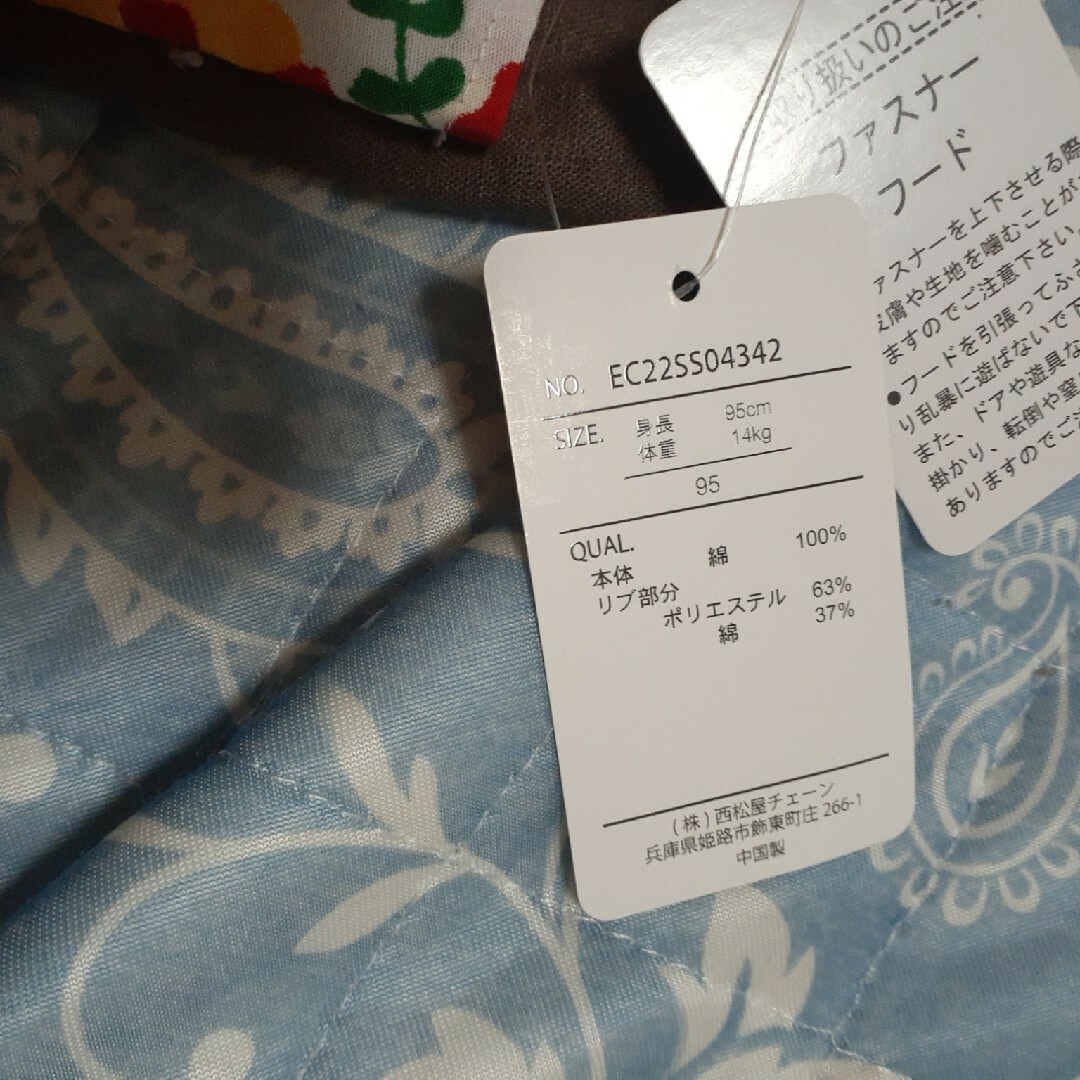 NO. EC22SS04342
SIZE. 身長 95cm
体重 14kg
95
QUAL.
本体 綿 100%
リブ部分
ポリエステル 63%
綿 37%
(株)西松屋チェーン
兵庫県姫路市飾東町庄 266-1
中国製
り扱いのご注
ファスナー
フード
ァスナーを上下させる際
皮膚や生地を噛むことが
ますのでご注意下さい。
●フードを引張ってふざ
り乱暴に遊ばないで下
また、ドアや遊具な
掛かり、転倒や窒
ありますのでご